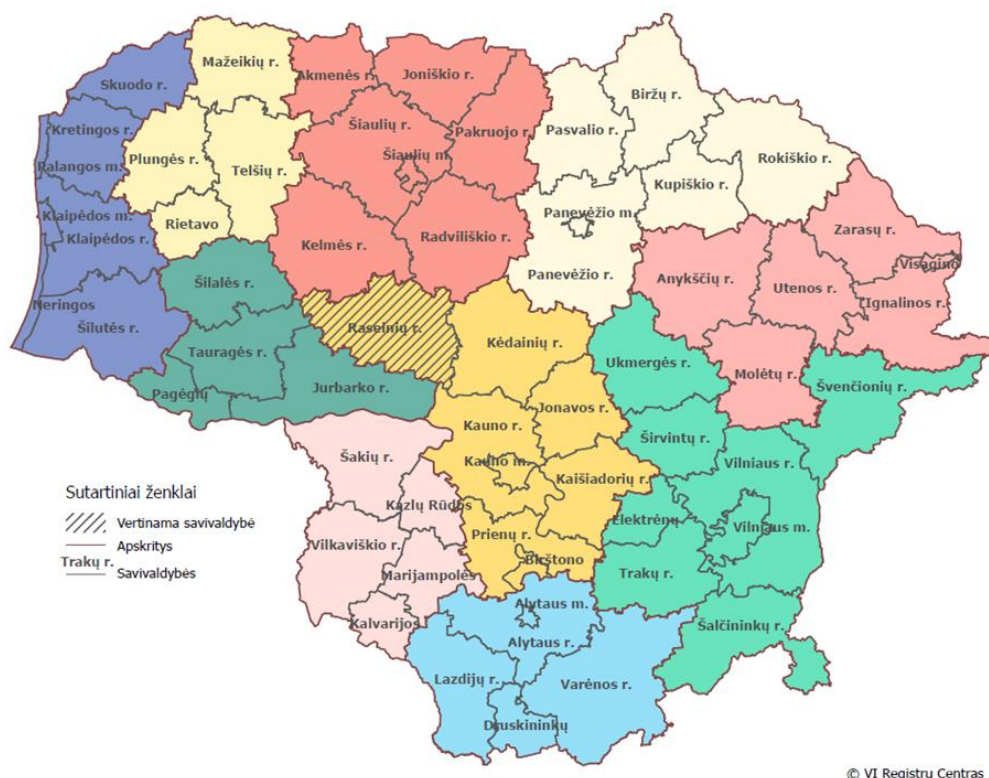 Mažeikių r.
Skuodo r.
Akmenės r.
Joniškio r.
Biržų r.
Kretingos r.
Šiaulių r.
Pakruojo r.
Pasvalio r.
Plungės r.
Šiaulių m.
Rokiškio r.
Palangos m.
Telšių r.
Kupiškio r.
Klaipėdos m.
Rietavo
Panevėžio m.
Klaipėdos r.
Kelmės r.
Radviliškio r.
Zarasų r.
Visagino
Panevėžio r.
Anykščių r.
Utenos r.
Ignalinos r.
Neringos
Šilalės r.
Šilutės r.
Raseinių r.
Kėdainių r.
Tauragės r.
Ukmergės r.
Molėtų r.
Švenčionių r.
Pagėgių
Jurbarko r.
Jonavos r.
Kauno r.
Širvintų r.
Šakių r.
Kauno m.
Kaišiadorių r.
Vilniaus r.
Sutartiniai ženklai
Kazlų Rūdos
Vertinama savivaldybė
Elektrėnų
Vilniaus m.
Prienų r.
Apskritys
Vilkaviškio r.
Trakų r.
Savivaldybės
Birštono
Trakų r.
Marijampolės
Alytaus m.
Kalvarijos
Šalčininkų r.
Alytaus r.
Lazdijų r.
Varėnos r.
Druskininkų
© VĮ Registrų Centras